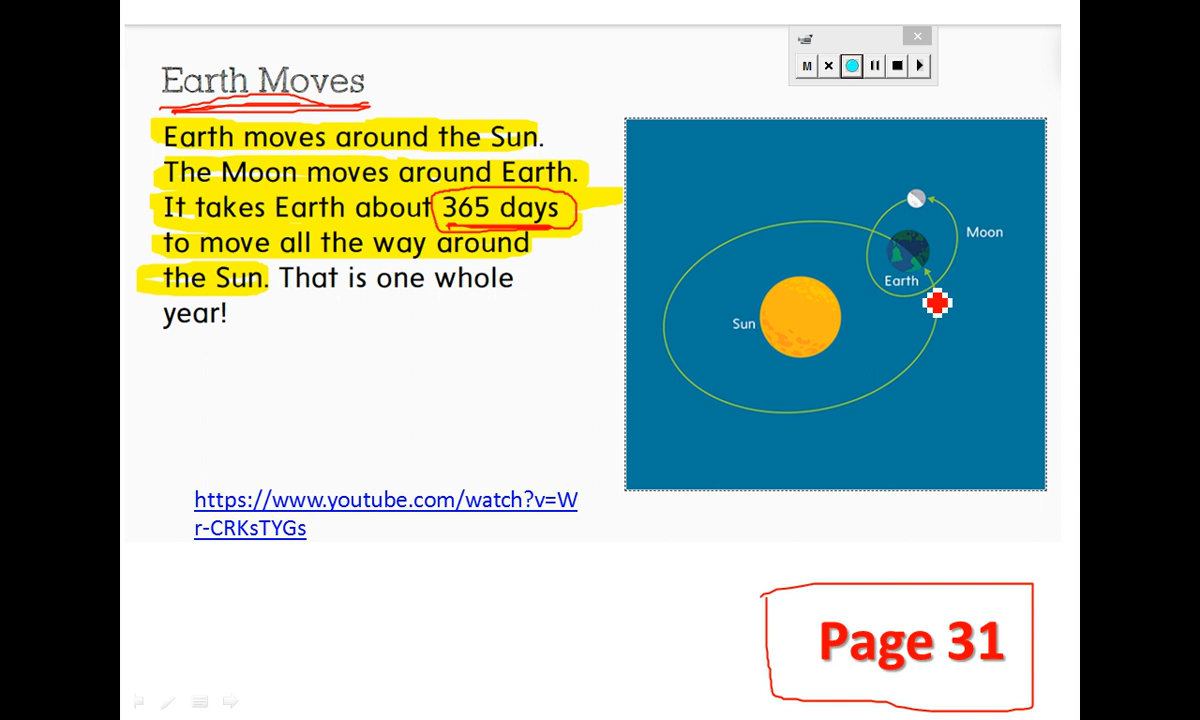 Earth Moves
Earth moves around the Sun.
The Moon moves around Earth.
It takes Earth about 365 days
to move all the way around
the Sun. That is one whole
year!
M
Moon
Earth
Sun
https://www.youtube.com/watch?v=W
r-CRKsTYGs
Page 31